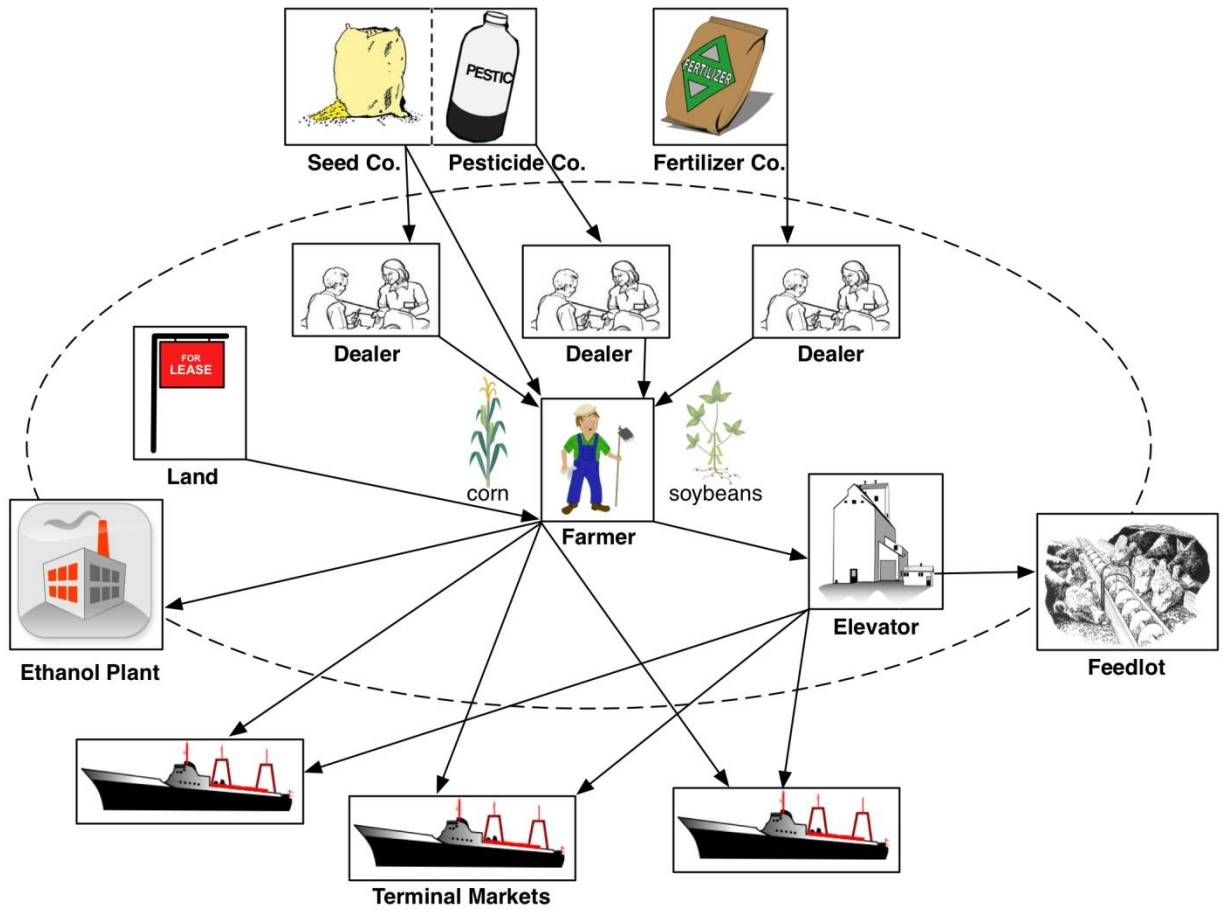 PESTIC
FERTILIZER
Seed Co.
Pesticide Co.
Fertilizer Co.
Dealer
Dealer
Dealer
FOR
LEASE
Land
corn
soybeans
Farmer
Elevator
Ethanol Plant
Feedlot
Terminal Markets